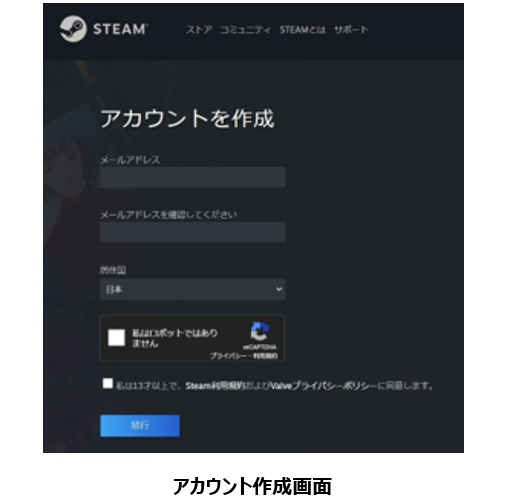 STEAM
ストア コミュニティ STEAMとは サポート
アカウントを作成
メールアドレス
メールアドレスを確認してください
居住国
日本
私はロボットではあり
ません
reCAPTCHA
プライバシー - 利用規約
私は13才以上で、Steam利用規約およびValveプライバシーポリシーに同意します。
続行
アカウント作成画面